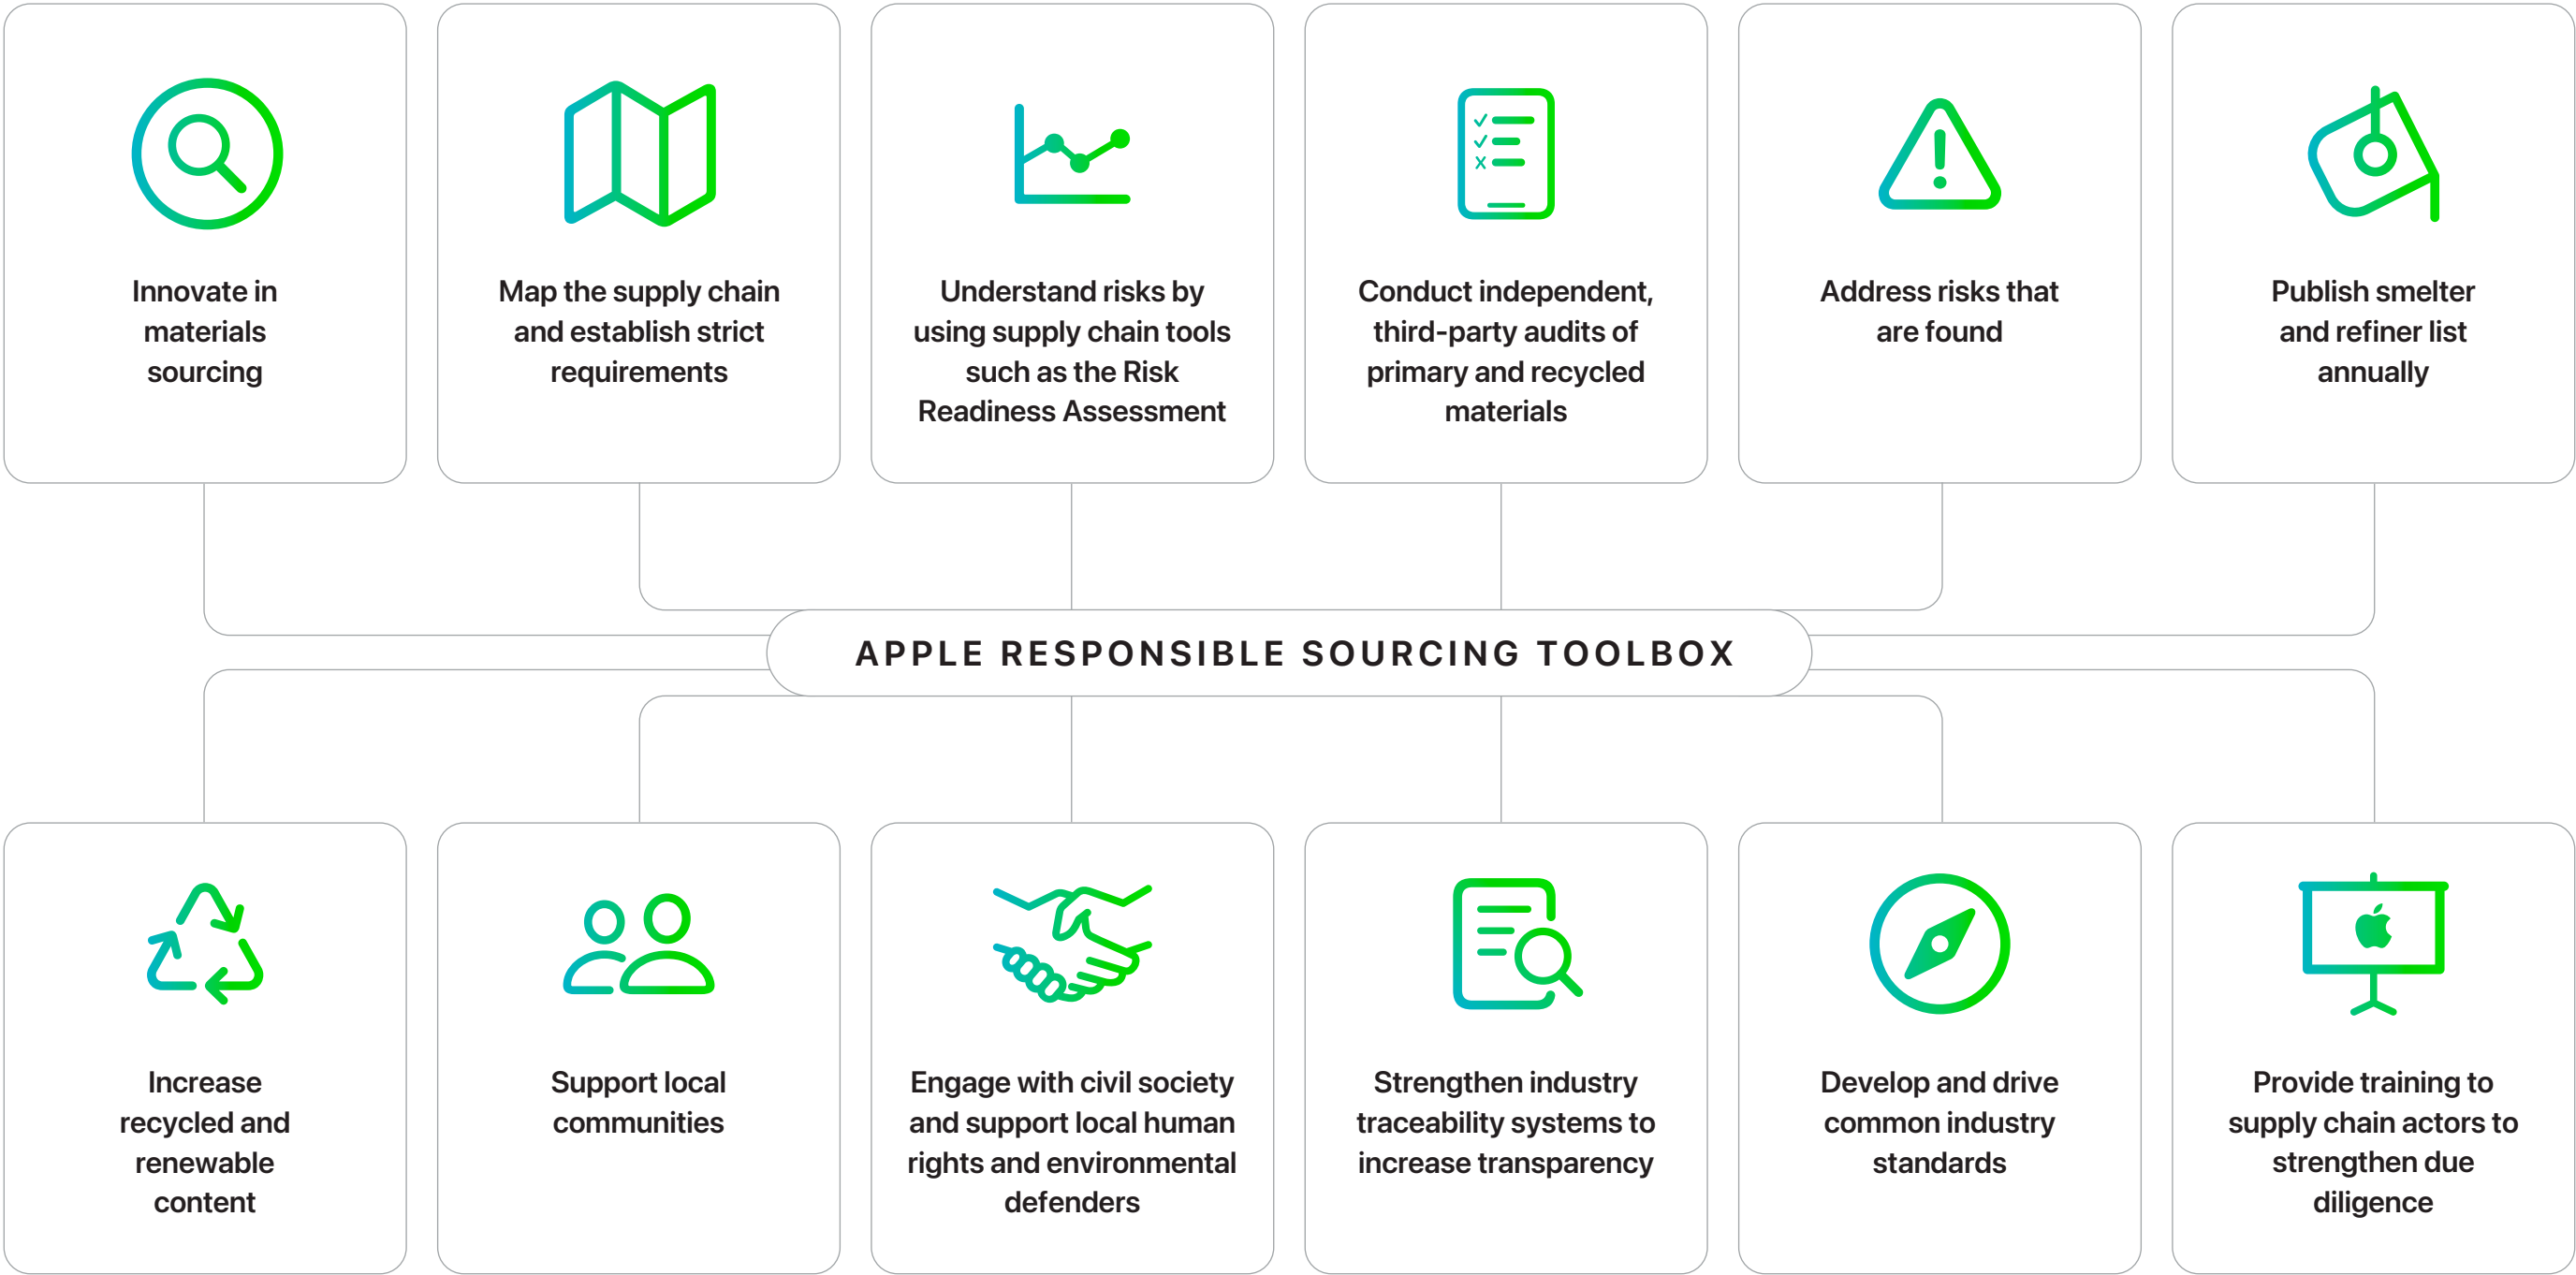 Innovate in
materials
sourcing
Map the supply chain
and establish strict
requirements
Understand risks by
using supply chain tools
such as the Risk
Readiness Assessment
Conduct independent,
third-party audits of
primary and recycled
materials
Address risks that
are found
Publish smelter
and refiner list
annually
APPLE RESPONSIBLE SOURCING TOOLBOX
Increase
recycled and
renewable
content
Support local
communities
Engage with civil society
and support local human
rights and environmental
defenders
Strengthen industry
traceability systems to
increase transparency
Develop and drive
common industry
standards
Provide training to
supply chain actors to
strengthen due
diligence